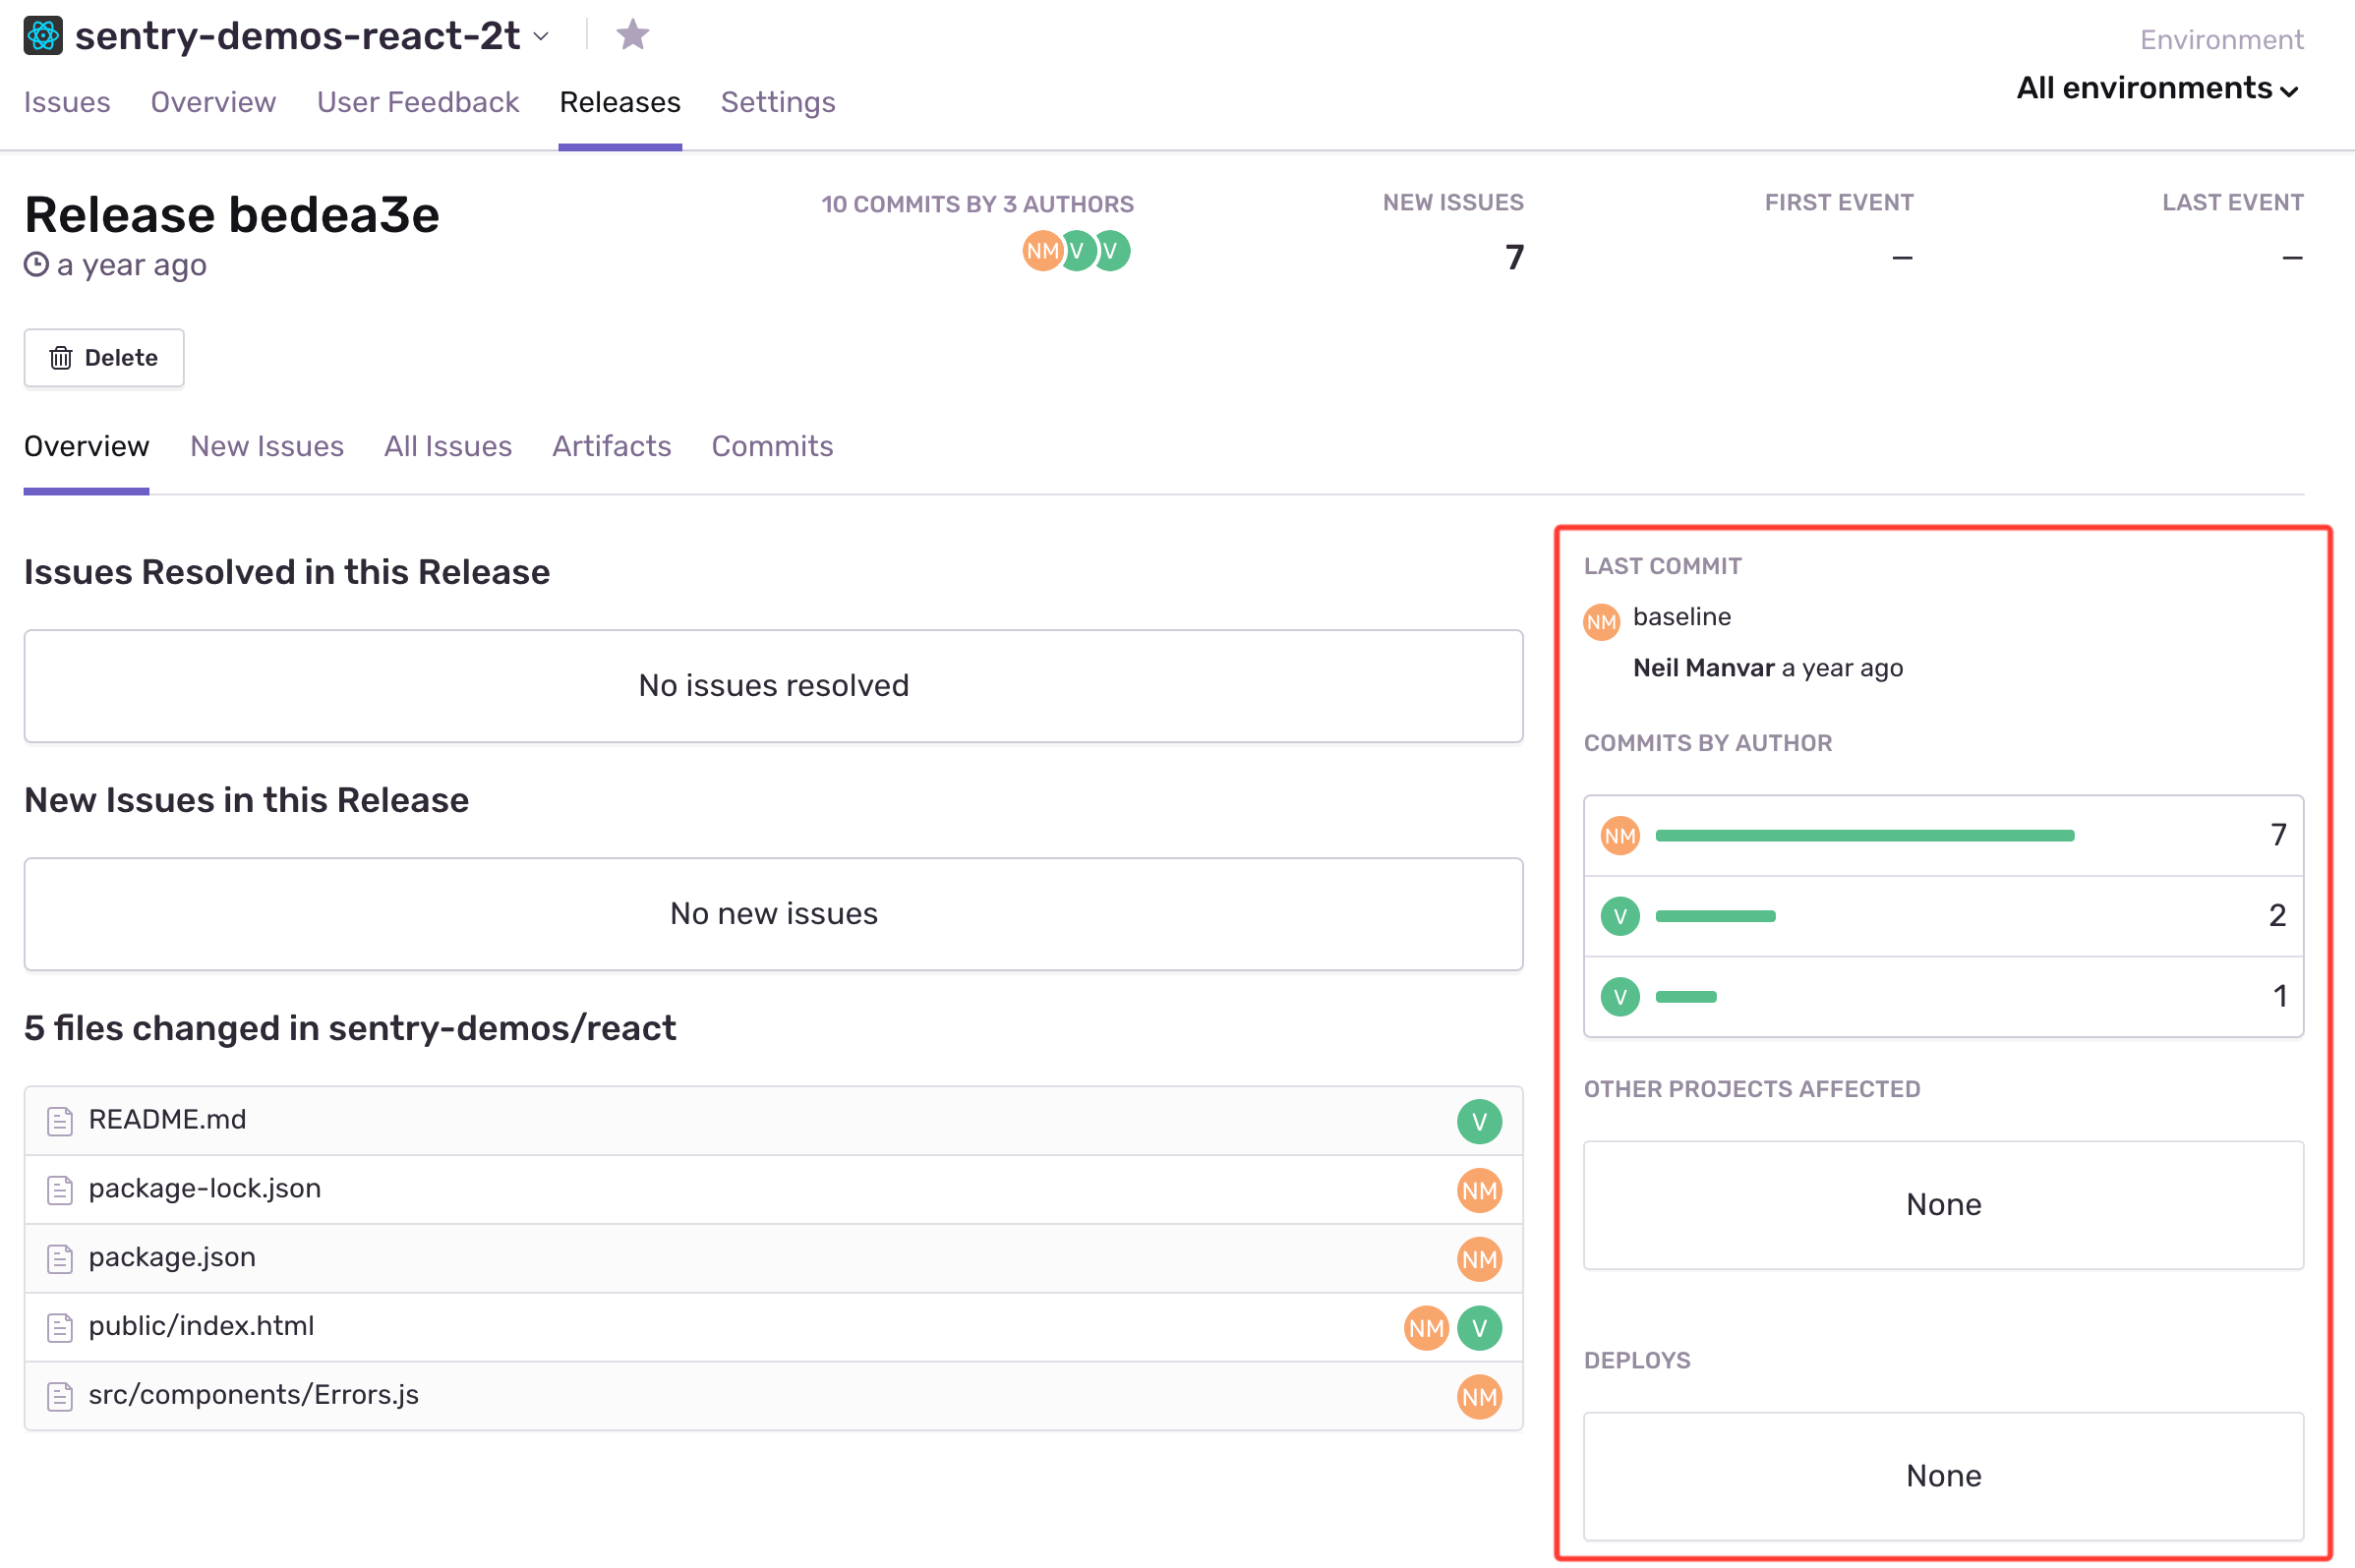 sentry-demos-react-2t
Environment
All environments
Issues Overview User Feedback Releases Settings
Release bedea3e
a year ago
10 COMMITS BY 3 AUTHORS
NM V V
NEW ISSUES
7
FIRST EVENT
—
LAST EVENT
—
Delete
Overview New Issues All Issues Artifacts Commits
Issues Resolved in this Release
No issues resolved
New Issues in this Release
No new issues
5 files changed in sentry-demos/react
README.md V
package-lock.json NM
package.json NM
public/index.html NM V
src/components/Errors.js NM
LAST COMMIT
NM baseline
Neil Manvar a year ago
COMMITS BY AUTHOR
NM 7
V 2
V 1
OTHER PROJECTS AFFECTED
None
DEPLOYS
None